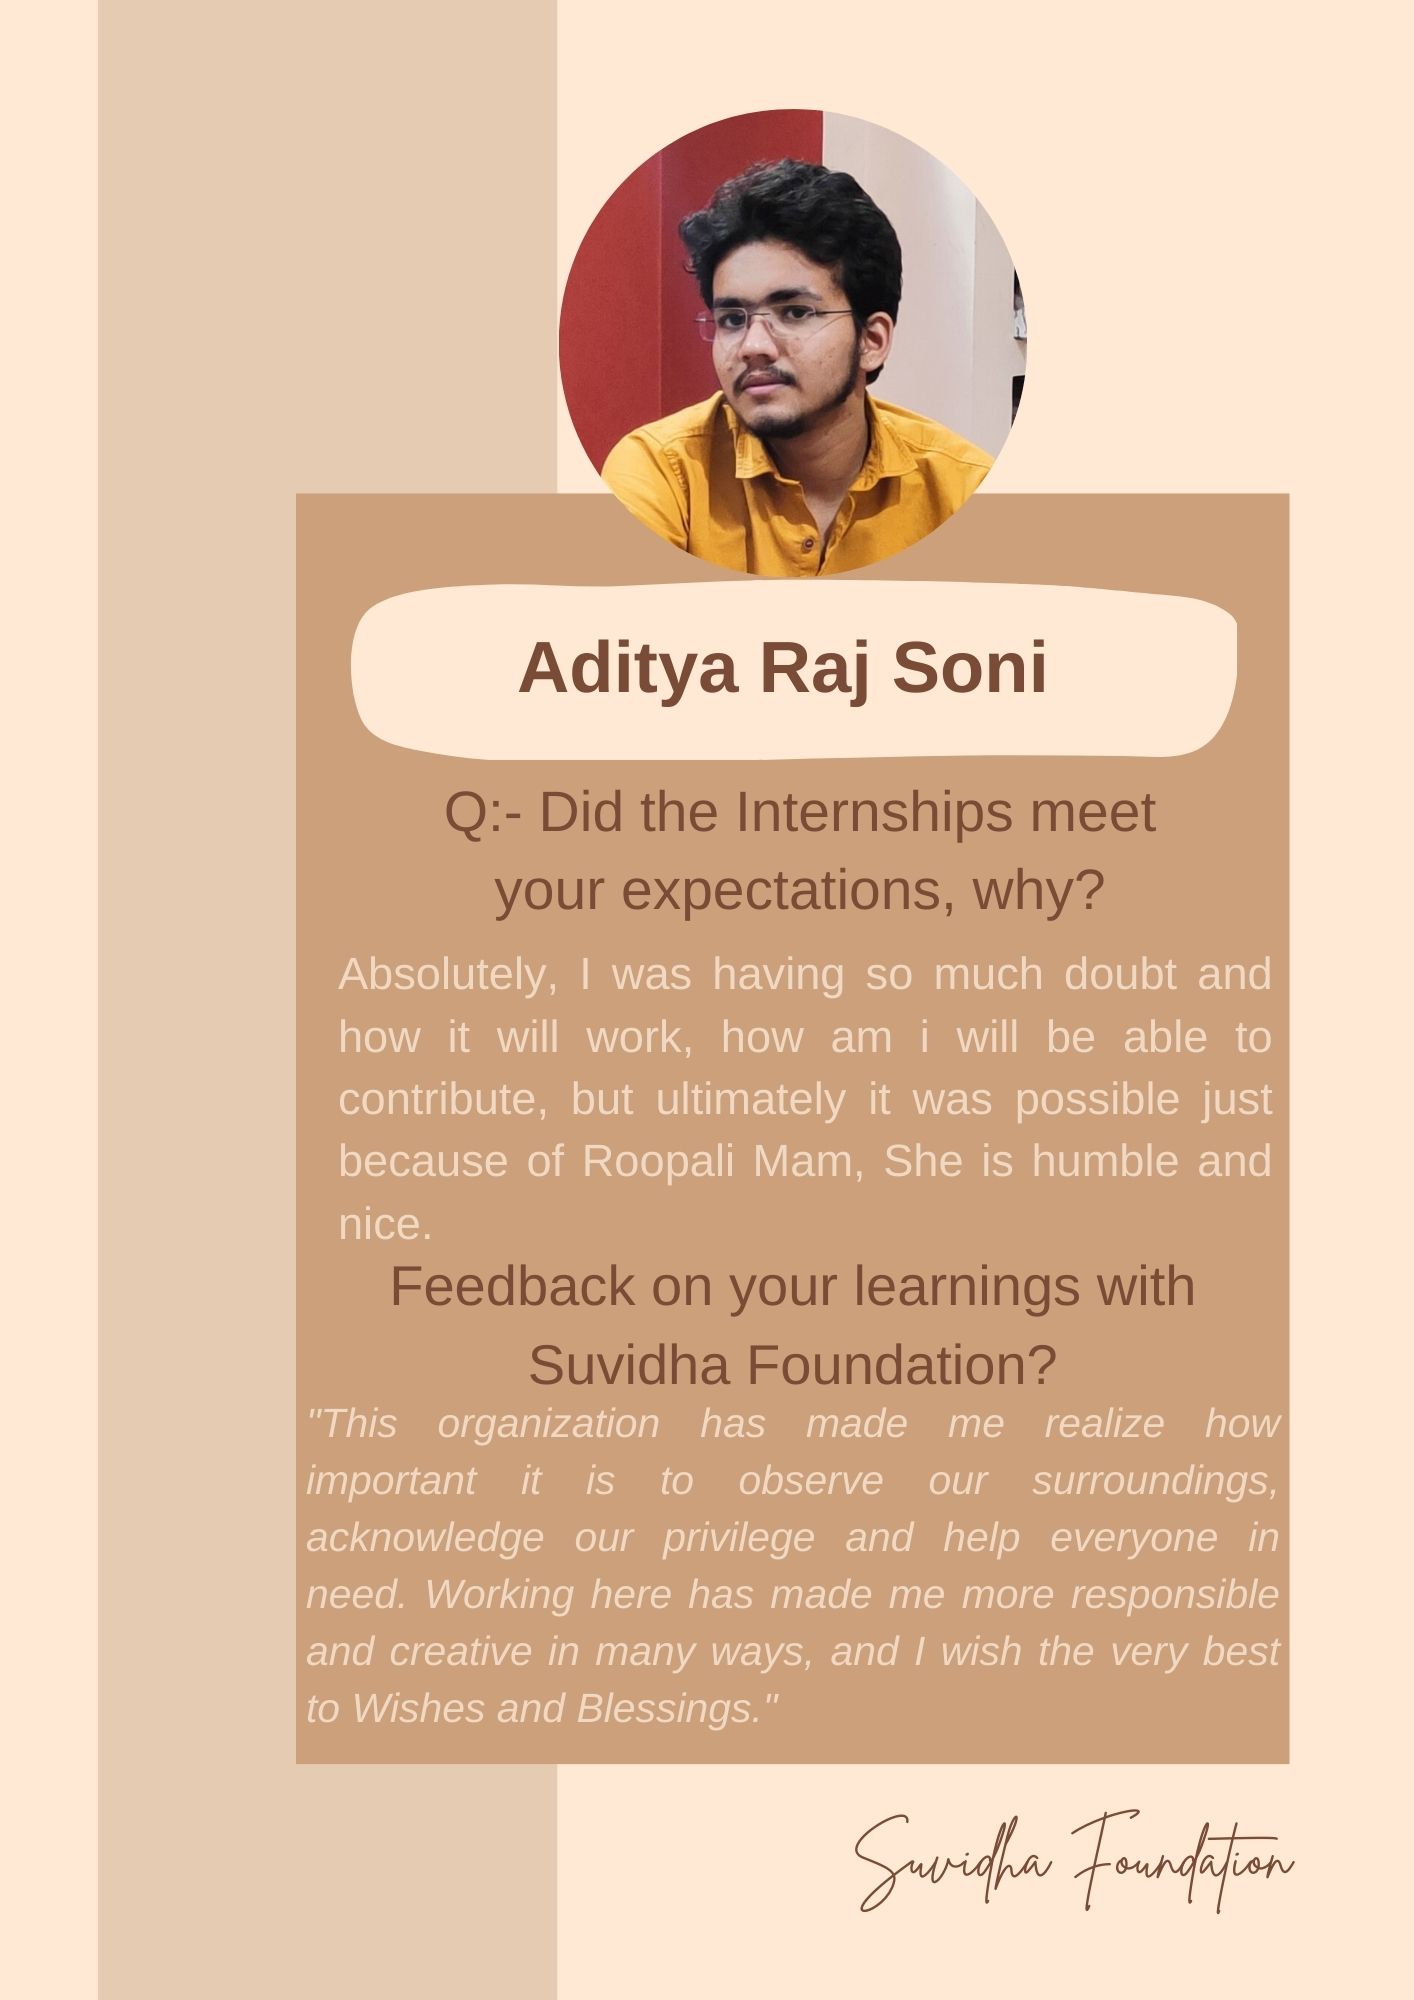 Aditya Raj Soni
Q:- Did the Internships meet
your expectations, why?
Absolutely, I was having so much doubt and
how it will work, how am i will be able to
contribute, but ultimately it was possible just
because of Roopali Mam, She is humble and
nice.
Feedback on your learnings with
Suvidha Foundation?
"This organization has made me realize how
important it is to observe our surroundings,
acknowledge our privilege and help everyone in
need. Working here has made me more responsible
and creative in many ways, and I wish the very best
to Wishes and Blessings."
Suvidha Foundation